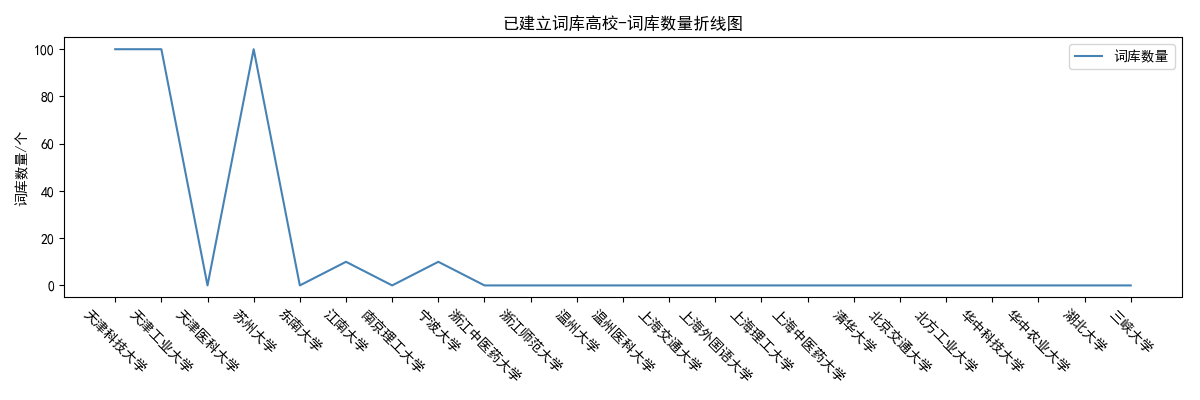 已建立词库高校-词库数量折线图
词库数量
词库数量/个
100
80
60
40
20
0
天津科技大学
天津工业大学
天津医科大学
苏州大学
东南大学
江南大学
南京理工大学
宁波大学
浙江中医药大学
浙江师范大学
温州大学
温州医科大学
上海交通大学
上海外国语大学
上海理工大学
上海中医药大学
清华大学
北京交通大学
北方工业大学
华中科技大学
华中农业大学
湖北大学
三峡大学